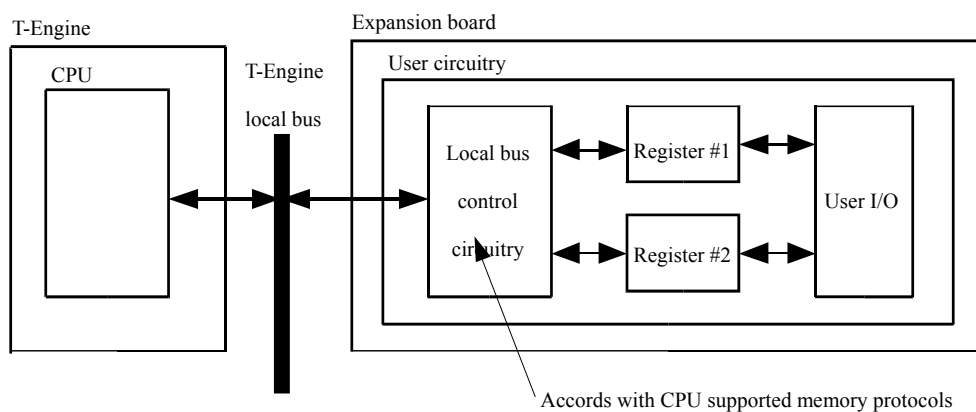 Expansion board
T-Engine
User circuitry
CPU
T-Engine
local bus
Local bus
control
circuitry
Register #1
Register #2
User I/O
Accords with CPU supported memory protocols